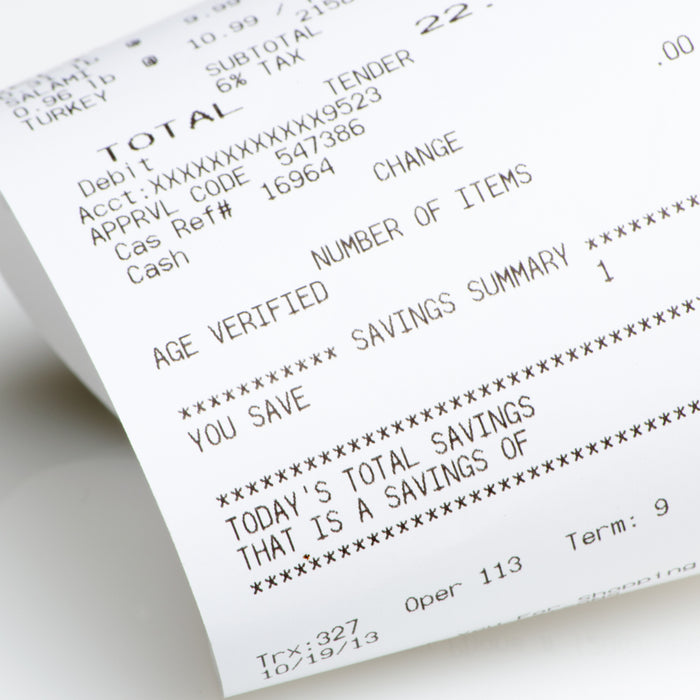 @ 9.99
SALAMI @ 10.99 /
0.96 lb
TURKEY
SUBTOTAL 22.
6% TAX
TOTAL TENDER .00
Debit
Acct:XXXXXXXXXXXX9523
APPRVL CODE 547386
Cas Ref# 16964
Cash CHANGE
NUMBER OF ITEMS
AGE VERIFIED
*********** SAVINGS SUMMARY *********
1
YOU SAVE
TODAY'S TOTAL SAVINGS
THAT IS A SAVINGS OF
Trx:327 Oper 113 Term: 9
10/19/13